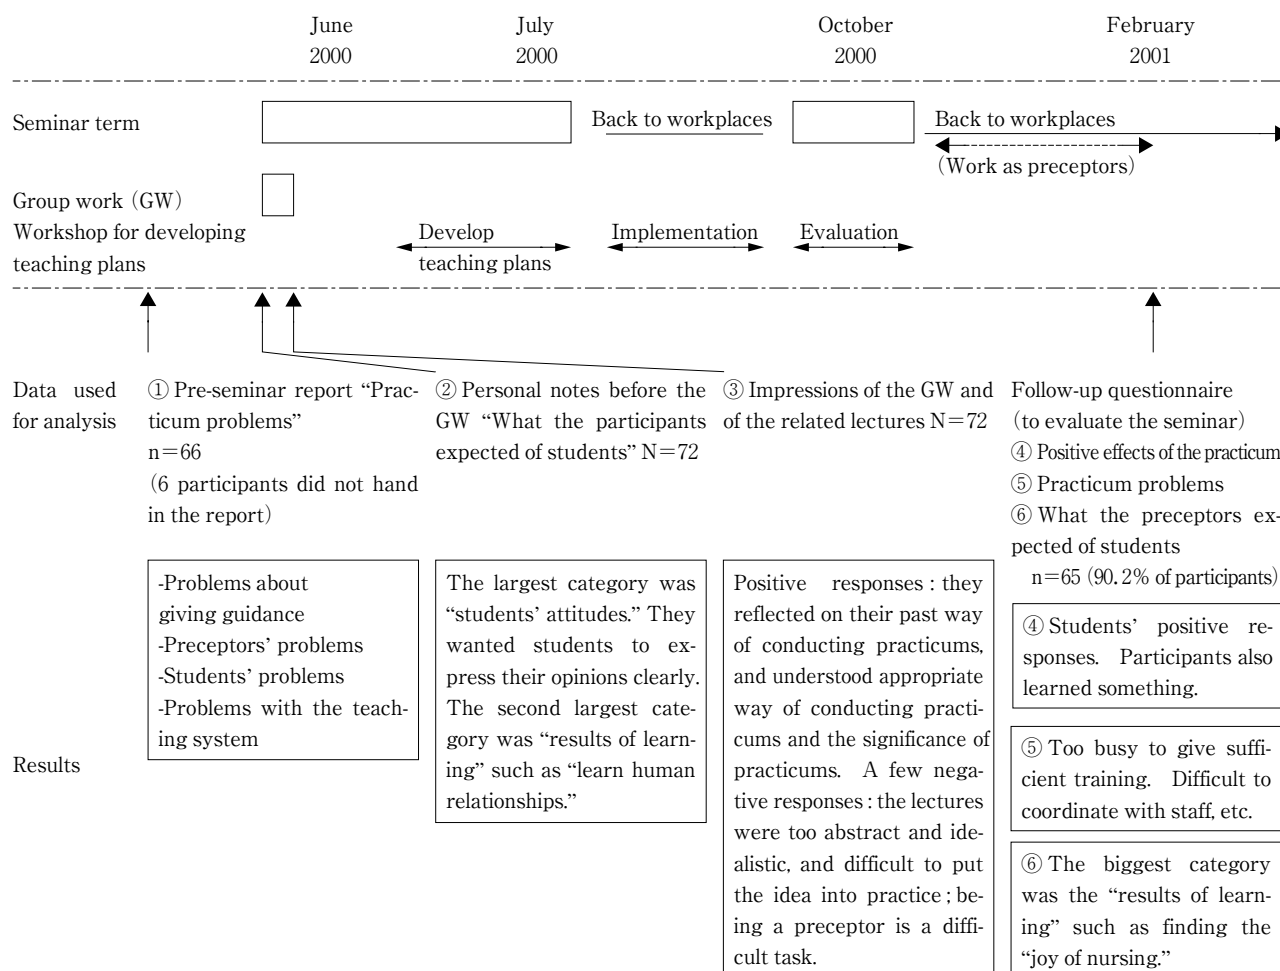 June
2000
July
2000
October
2000
February
2001
Seminar term
Back to workplaces
Back to workplaces
(Work as preceptors)
Group work (GW)
Workshop for developing
teaching plans
Develop
teaching plans
Implementation
Evaluation
Data used
for analysis
① Pre-seminar report “Prac-
ticum problems”
n=66
(6 participants did not hand
in the report)
② Personal notes before the
GW “What the participants
expected of students” N=72
③ Impressions of the GW and
of the related lectures N=72
Follow-up questionnaire
(to evaluate the seminar)
④ Positive effects of the practicum
⑤ Practicum problems
⑥ What the preceptors ex-
pected of students
n=65 (90.2% of participants)
Results
-Problems about
giving guidance
-Preceptors’ problems
-Students’ problems
-Problems with the teach-
ing system
The largest category was
“students’ attitudes.” They
wanted students to ex-
press their opinions clearly.
The second largest cate-
gory was “results of learn-
ing” such as “learn human
relationships.”
Positive responses : they
reflected on their past way
of conducting practicums,
and understood appropriate
way of conducting practi-
cums and the significance of
practicums. A few nega-
tive responses : the lectures
were too abstract and ide-
alistic, and difficult to put
the idea into practice ; be-
ing a preceptor is a diffi-
cult task.
④ Students’ positive re-
sponses. Participants also
learned something.
⑤ Too busy to give suffi-
cient training. Difficult to
coordinate with staff, etc.
⑥ The biggest category
was the “results of learn-
ing” such as finding the
“joy of nursing.”